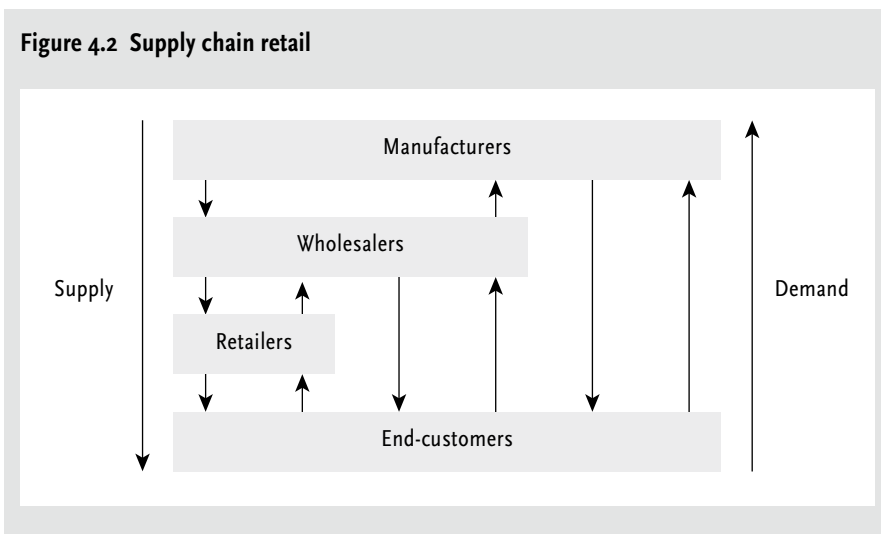 Figure 4.2 Supply chain retail
Manufacturers
Wholesalers
Supply
Demand
Retailers
End-customers